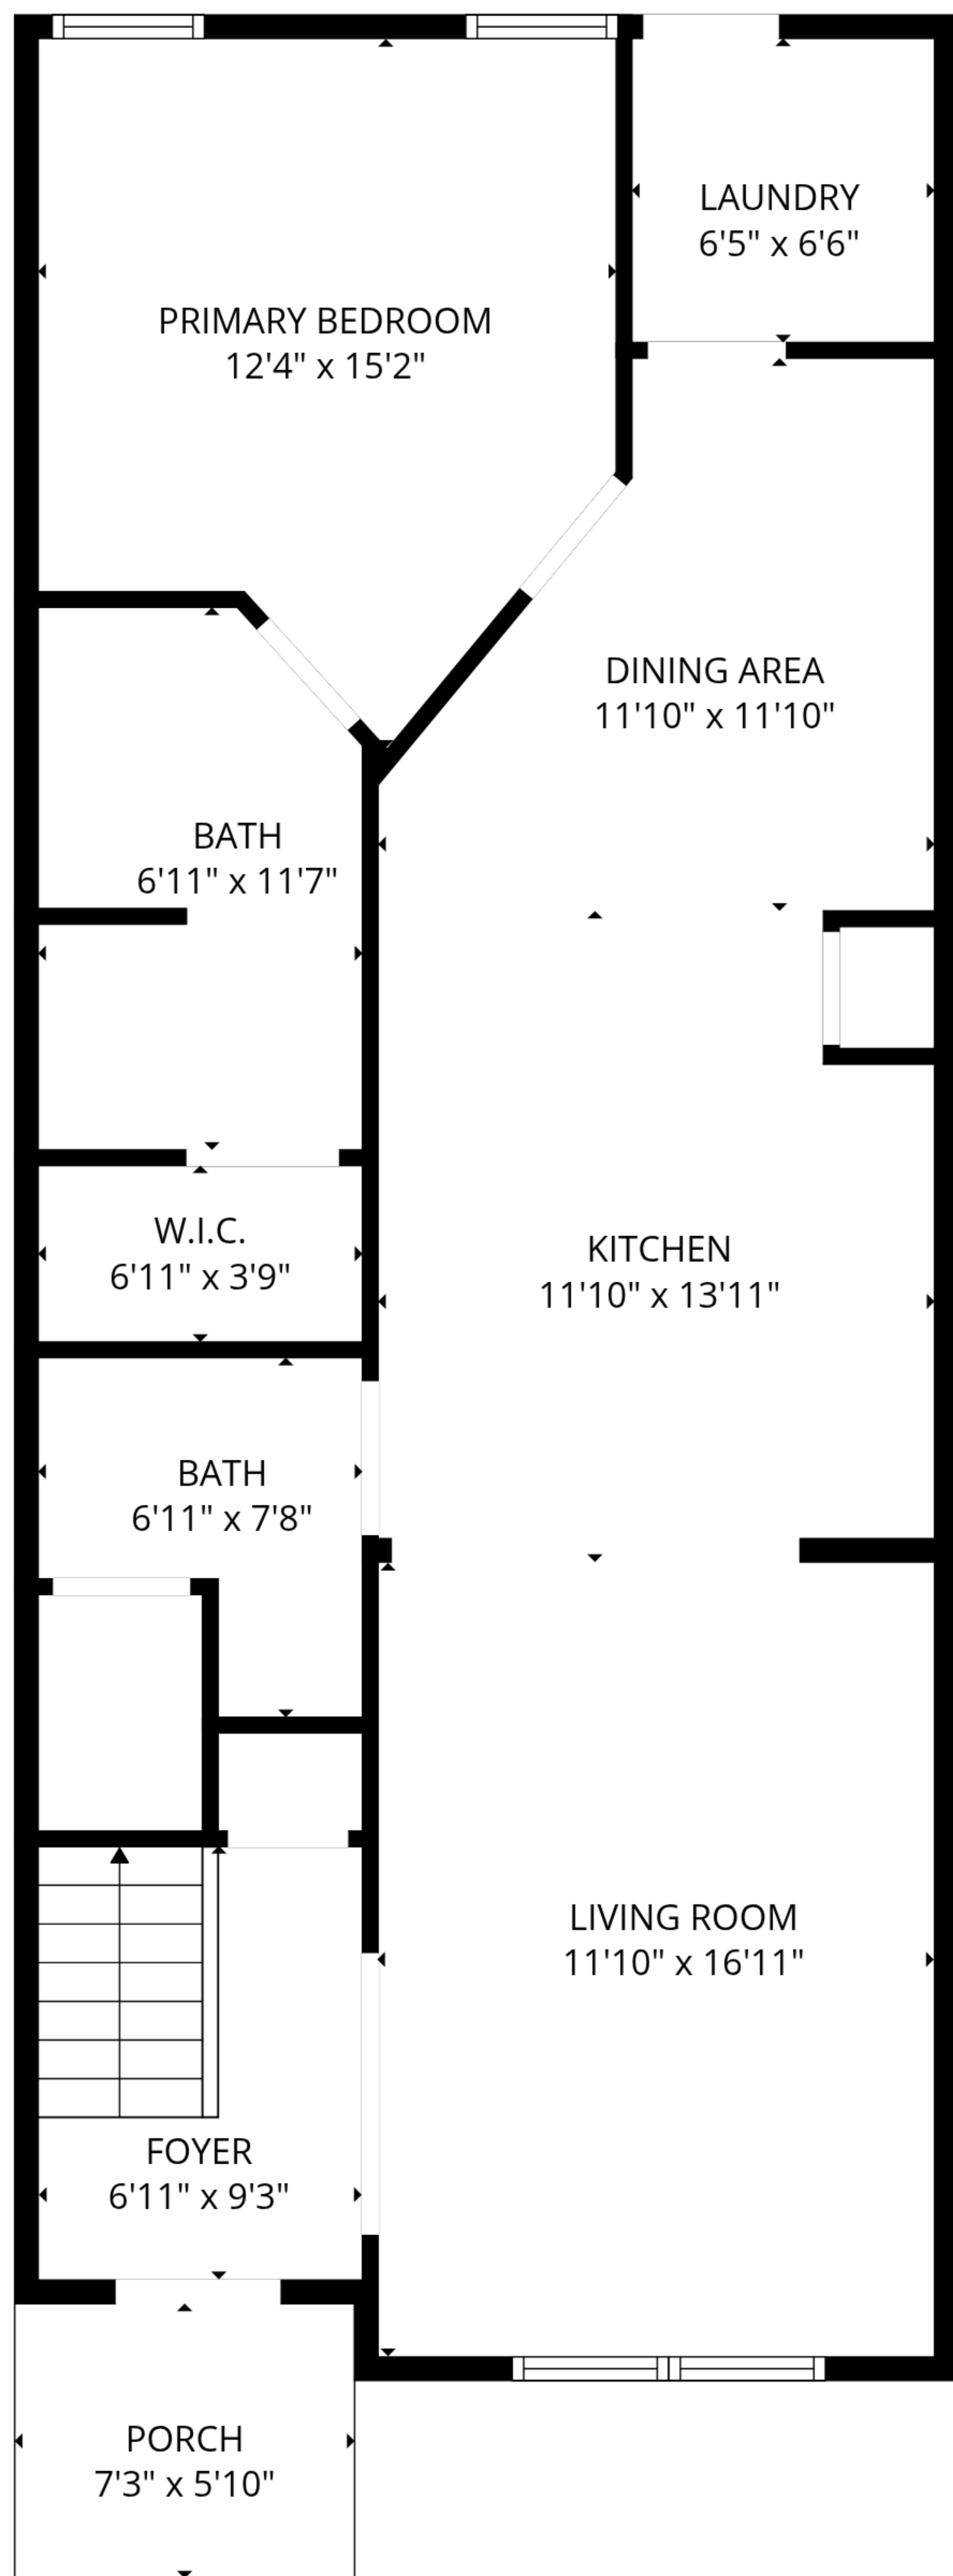 LAUNDRY
6'5" x 6'6"
PRIMARY BEDROOM
12'4" x 15'2"
DINING AREA
11'10" x 11'10"
BATH
6'11" x 11'7"
W.I.C.
6'11" x 3'9"
KITCHEN
11'10" x 13'11"
BATH
6'11" x 7'8"
LIVING ROOM
11'10" x 16'11"
FOYER
6'11" x 9'3"
PORCH
7'3" x 5'10"